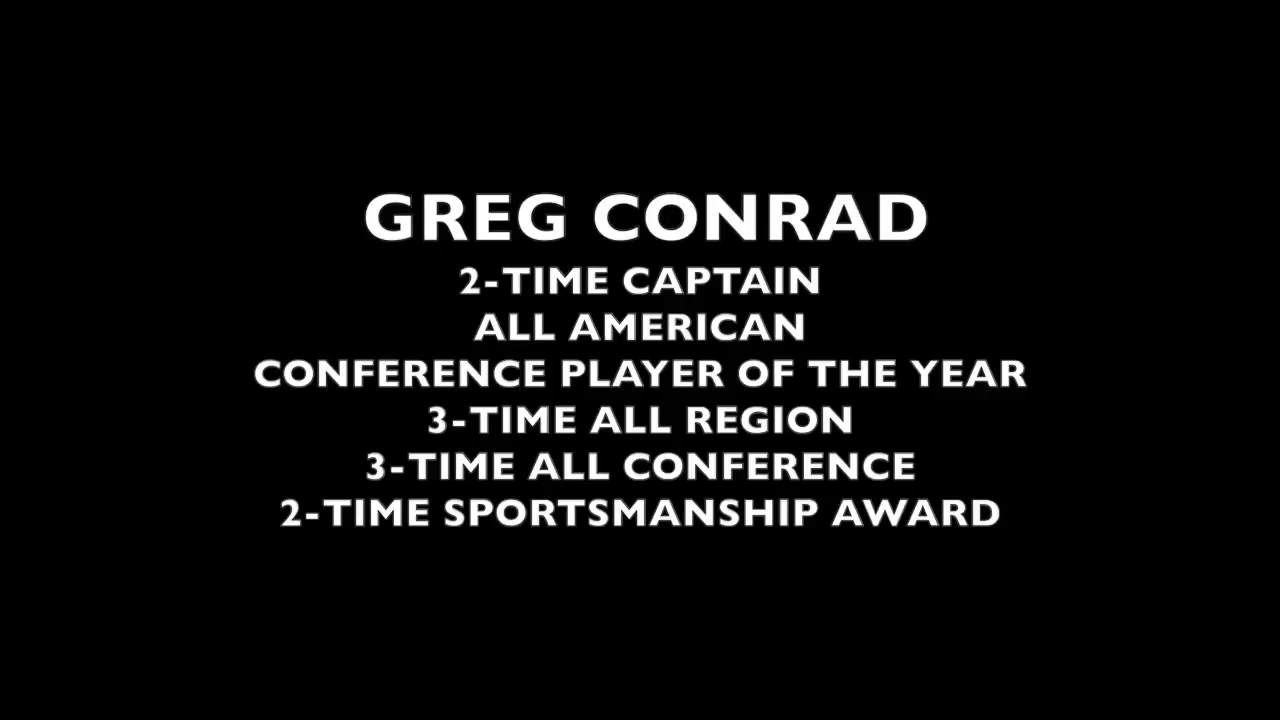 GREG CONRAD
2-TIME CAPTAIN
ALL AMERICAN
CONFERENCE PLAYER OF THE YEAR
3-TIME ALL REGION
3-TIME ALL CONFERENCE
2-TIME SPORTSMANSHIP AWARD